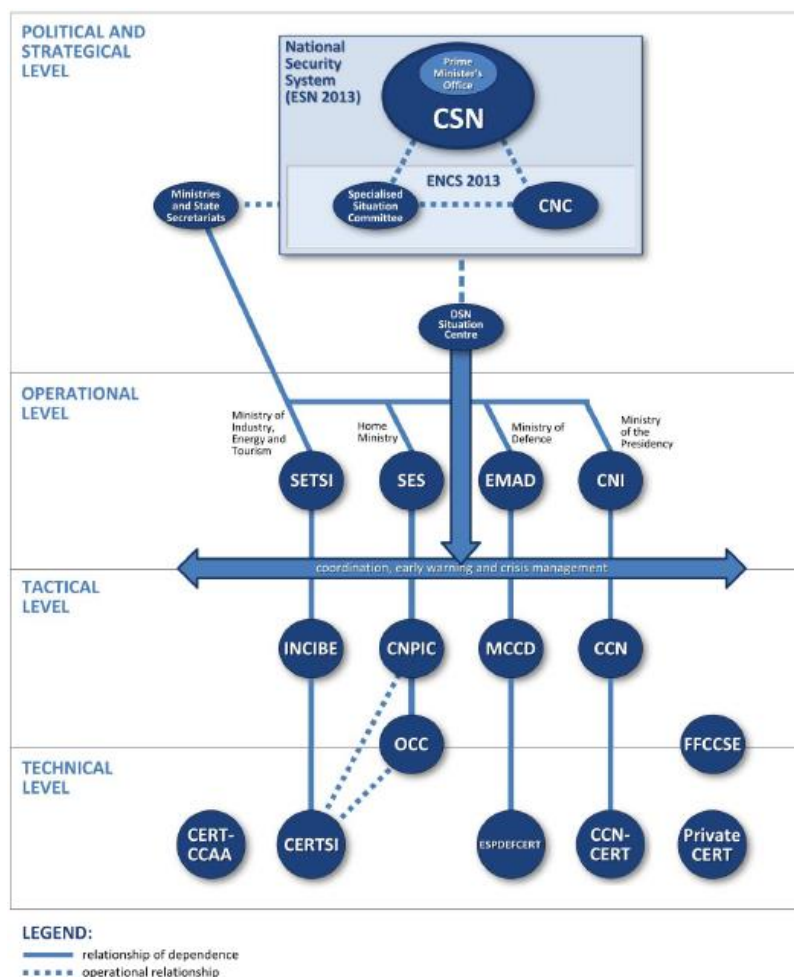 POLITICAL AND
STRATEGICAL
LEVEL
National
Security
System
(ESN 2013)
Prime
Minister's
Office
CSN
ENCS 2013
Ministries
and State
Secretariats
Specialised
Situation
Committee
CNC
DSN
Situation
Centre
OPERATIONAL
LEVEL
Ministry of
Industry,
Energy and
Tourism
Home
Ministry
Ministry of
Defence
Ministry
of the
Presidency
SETSI
SES
EMAD
CNI
coordination, early warning and crisis management
TACTICAL
LEVEL
INCIBE
CNPIC
MCCD
CCN
OCC
FFCCSE
TECHNICAL
LEVEL
CERT-
CCAA
CERTSI
ESPDEFCERT
CCN-
CERT
Private
CERT
LEGEND:
relationship of dependence
operational relationship